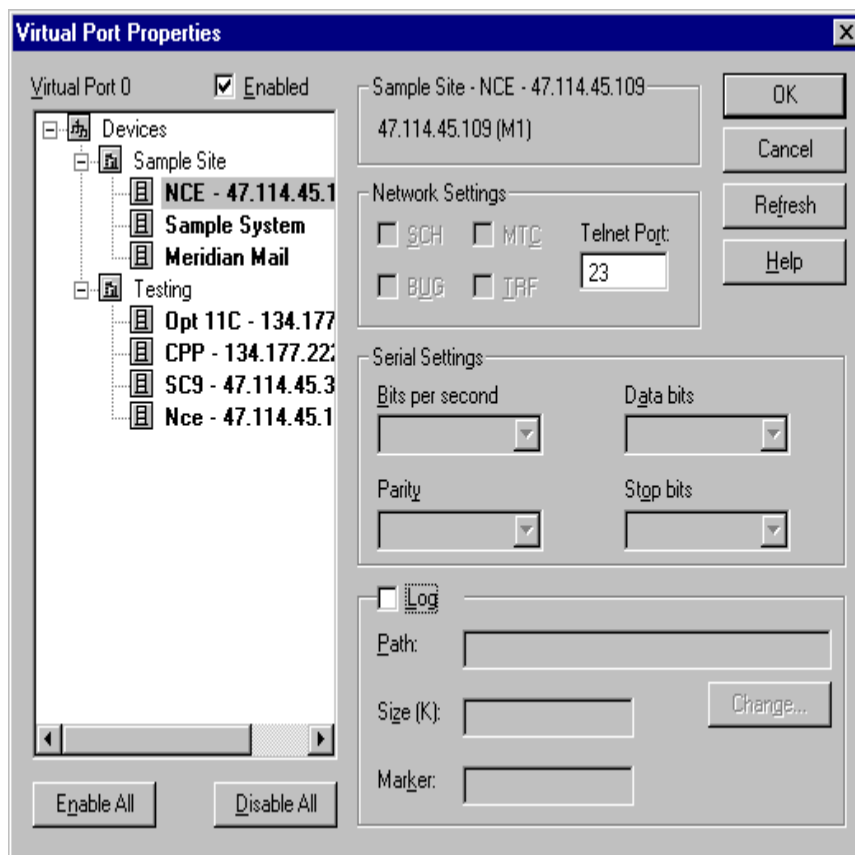 Virtual Port Properties
Virtual Port 0
Enabled
Devices
Sample Site
NCE - 47.114.45.1
Sample System
Meridian Mail
Testing
Opt 11C - 134.177
CPP - 134.177.222
SC9 - 47.114.45.3
Nce - 47.114.45.1
Enable All
Disable All
Sample Site - NCE - 47.114.45.109
47.114.45.109 (M1)
Network Settings
SCH
MTC
Telnet Port:
BUG
TRF
23
Serial Settings
Bits per second
Data bits
Parity
Stop bits
Log
Path:
Size (K):
Change...
Marker:
OK
Cancel
Refresh
Help